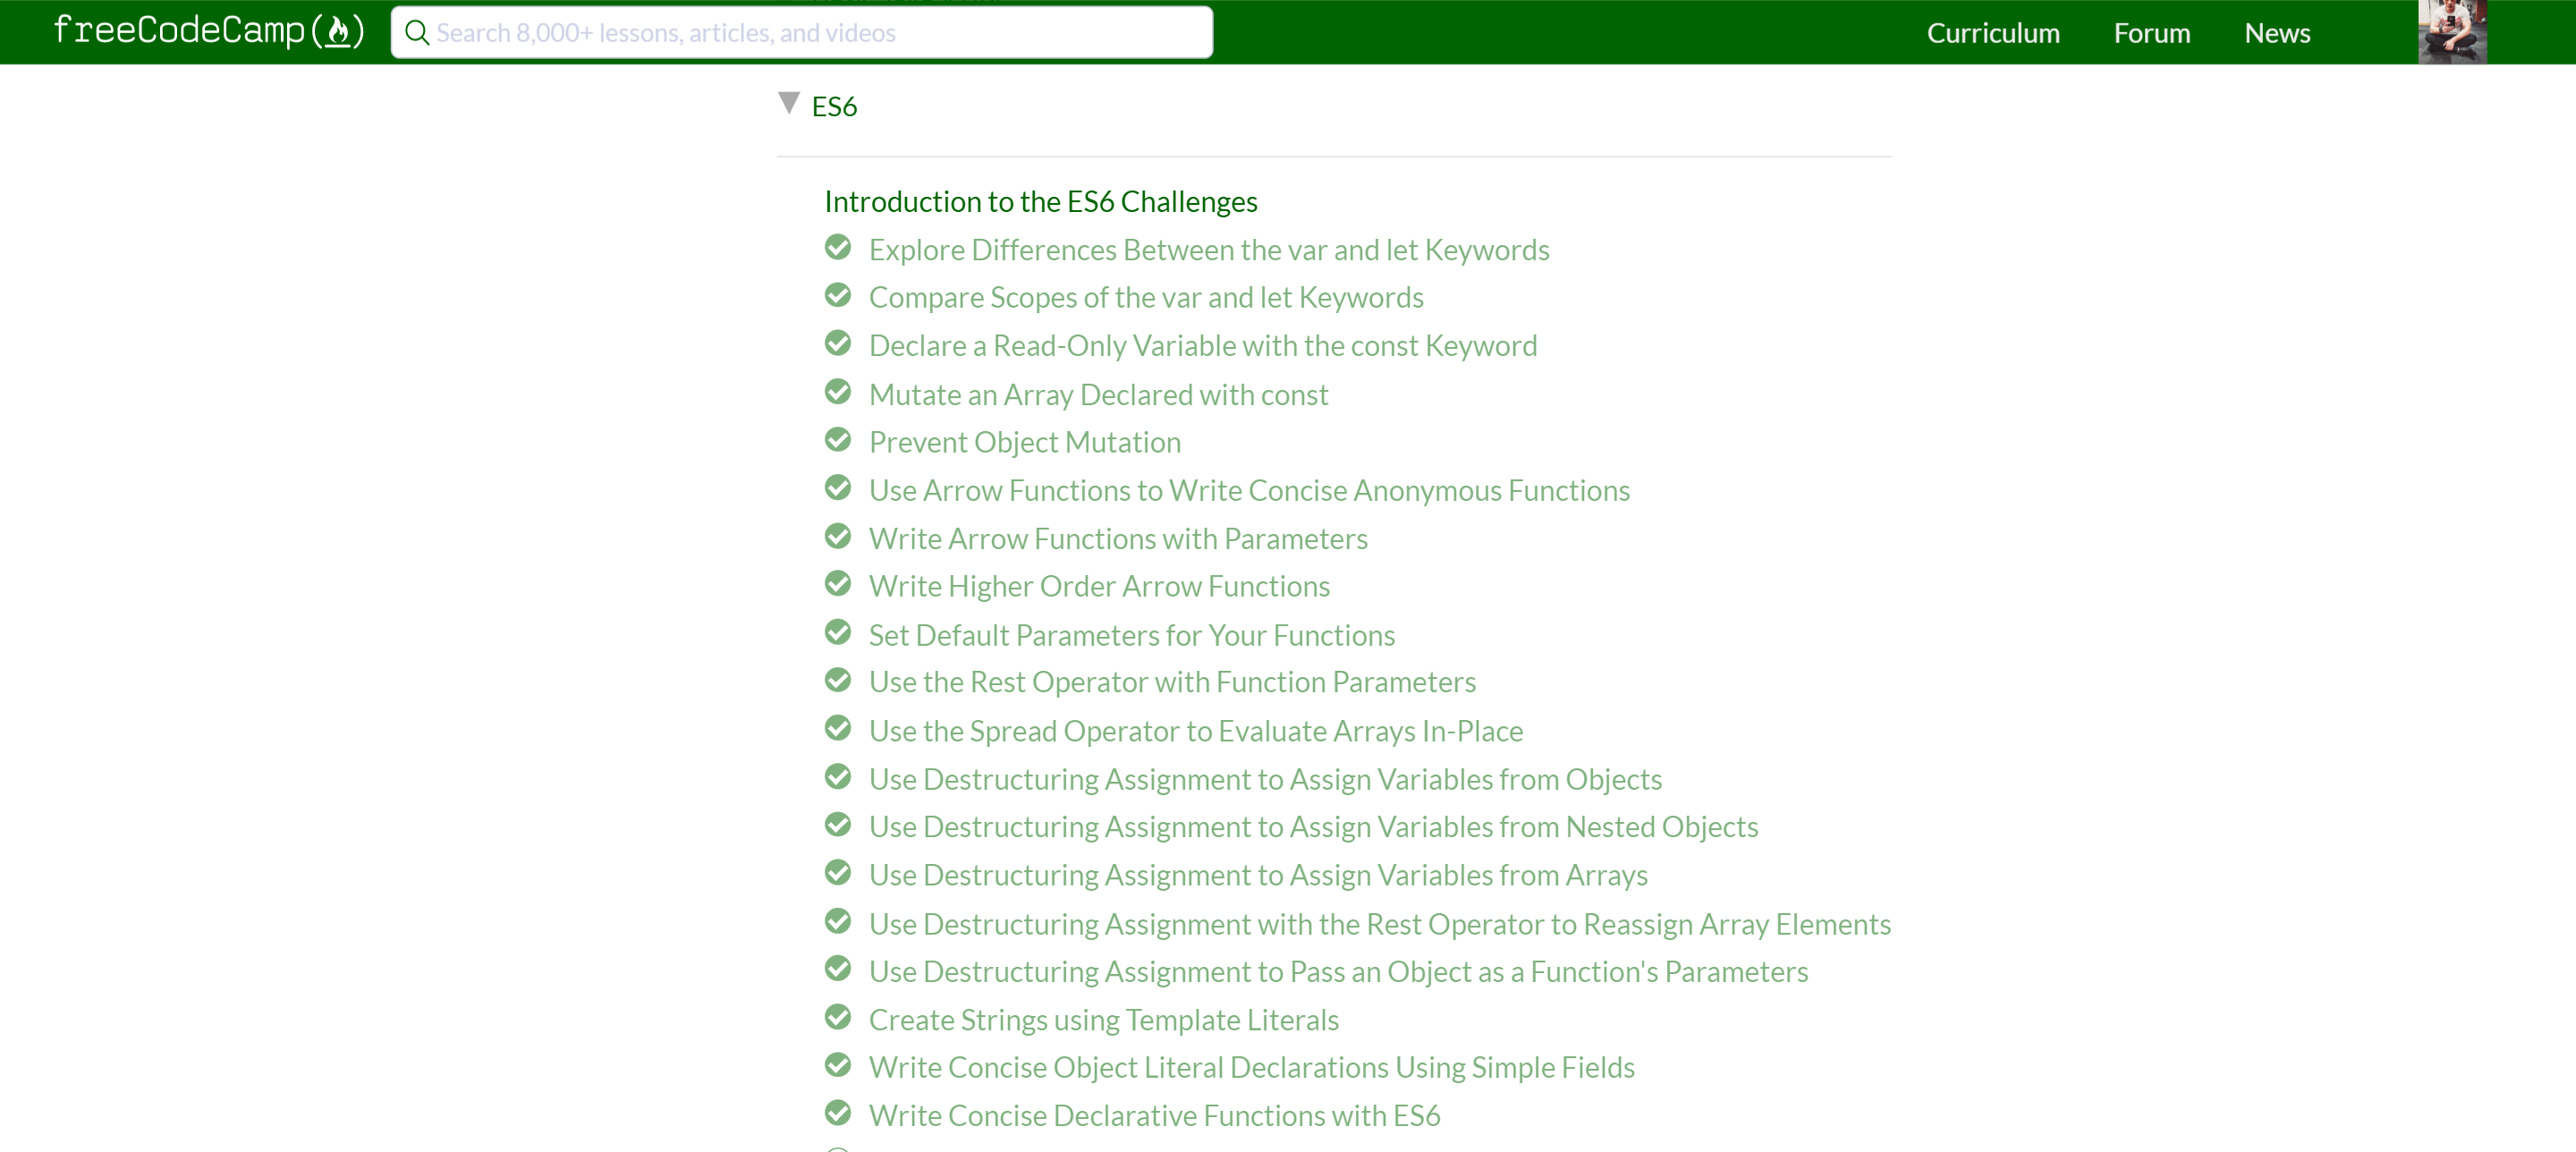 freeCodeCamp(🔥)
Search 8,000+ lessons, articles, and videos
Curriculum
Forum
News
ES6
Introduction to the ES6 Challenges
Explore Differences Between the var and let Keywords
Compare Scopes of the var and let Keywords
Declare a Read-Only Variable with the const Keyword
Mutate an Array Declared with const
Prevent Object Mutation
Use Arrow Functions to Write Concise Anonymous Functions
Write Arrow Functions with Parameters
Write Higher Order Arrow Functions
Set Default Parameters for Your Functions
Use the Rest Operator with Function Parameters
Use the Spread Operator to Evaluate Arrays In-Place
Use Destructuring Assignment to Assign Variables from Objects
Use Destructuring Assignment to Assign Variables from Nested Objects
Use Destructuring Assignment to Assign Variables from Arrays
Use Destructuring Assignment with the Rest Operator to Reassign Array Elements
Use Destructuring Assignment to Pass an Object as a Function's Parameters
Create Strings using Template Literals
Write Concise Object Literal Declarations Using Simple Fields
Write Concise Declarative Functions with ES6